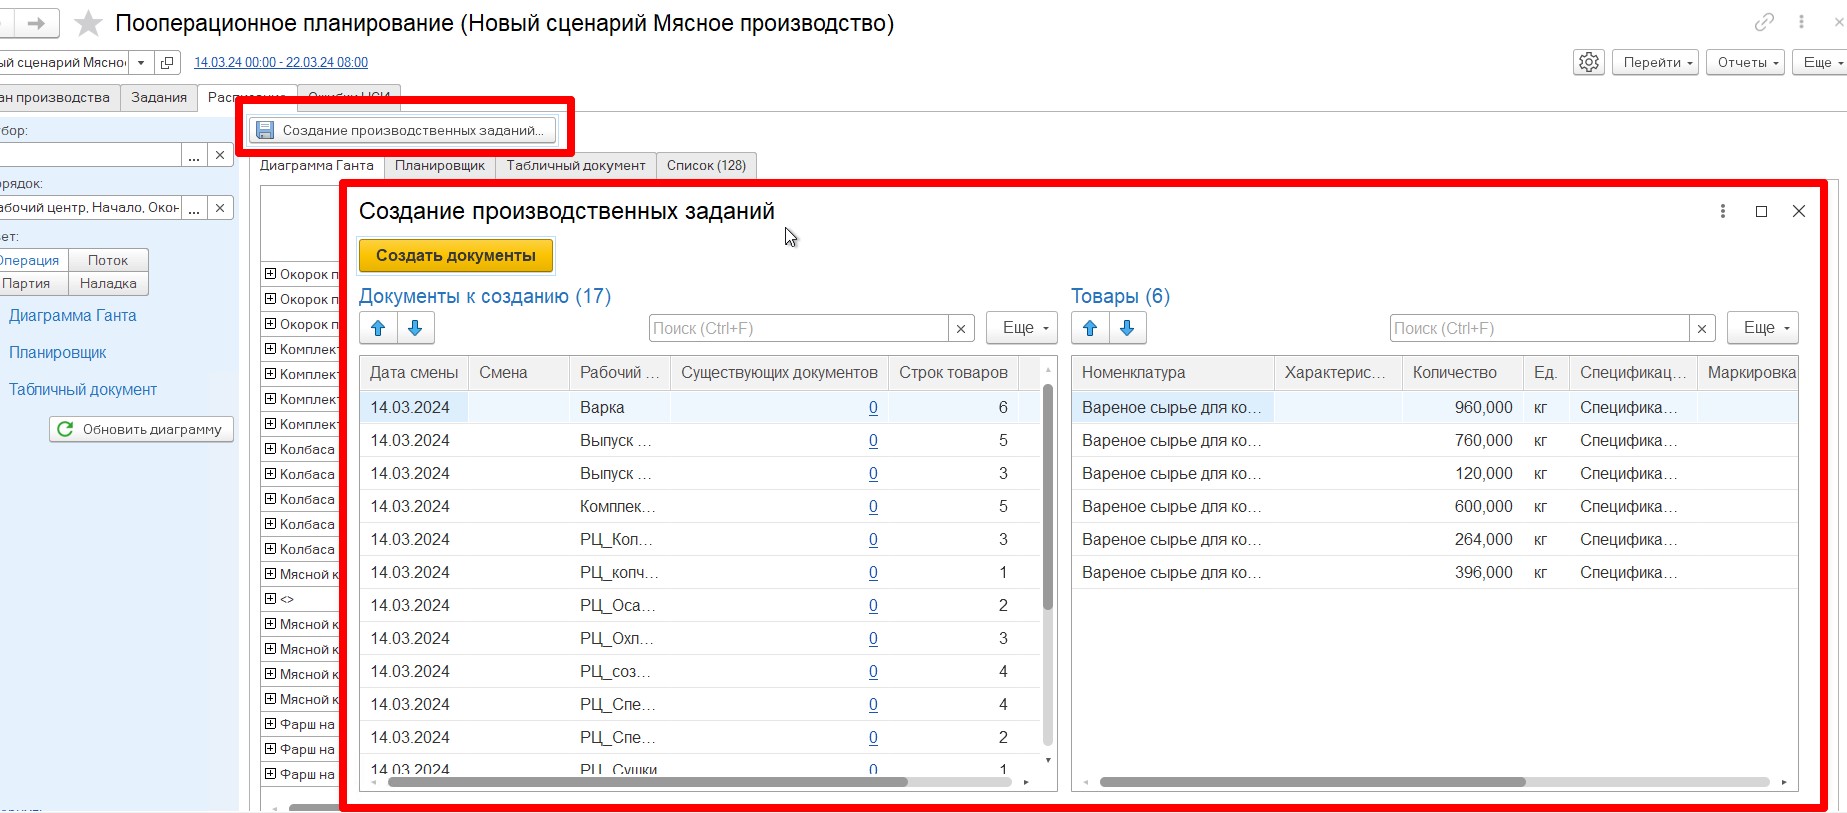 Пооперационное планирование (Новый сценарий Мясное производство)
ый сценарий Мясно
14.03.24 00:00 - 22.03.24 08:00
Перейти
Отчеты
Еще
ан производства
Задания
Создание производственных заданий...
бор:
...
Диаграмма Ганта
Планировщик
Табличный документ
Список (128)
рядок:
абочий центр, Начало, Окон
...
ет:
Операция
Поток
Партия
Наладка
Диаграмма Ганта
Планировщик
Табличный документ
Обновить диаграмму
Окорок п
Окорок п
Окорок п
Комплект
Комплект
Комплект
Комплект
Колбаса
Колбаса
Колбаса
Колбаса
Колбаса
Мясной к
<>
Мясной к
Мясной к
Мясной к
Мясной к
Фарш на
Фарш на
Фарш на
Создание производственных заданий
Создать документы
Документы к созданию (17)
Поиск (Ctrl+F)
Еще
Дата смены Смена Рабочий ... Существующих документов Строк товаров
14.03.2024 Варка 0 6
14.03.2024 Выпуск ... 0 5
14.03.2024 Выпуск ... 0 3
14.03.2024 Комплек... 0 5
14.03.2024 РЦ_Кол... 0 3
14.03.2024 РЦ_копч... 0 1
14.03.2024 РЦ_Оса... 0 2
14.03.2024 РЦ_Охл... 0 3
14.03.2024 РЦ_соз... 0 4
14.03.2024 РЦ_Спе... 0 4
14.03.2024 РЦ_Спе... 0 2
14.03.2024 РЦ_Сушки 0 1
Товары (6)
Поиск (Ctrl+F)
Еще
Номенклатура Характерис... Количество Ед. Спецификац... Маркировка
Вареное сырье для ко... 960,000 кг Специфика...
Вареное сырье для ко... 760,000 кг Специфика...
Вареное сырье для ко... 120,000 кг Специфика...
Вареное сырье для ко... 600,000 кг Специфика...
Вареное сырье для ко... 264,000 кг Специфика...
Вареное сырье для ко... 396,000 кг Специфика...